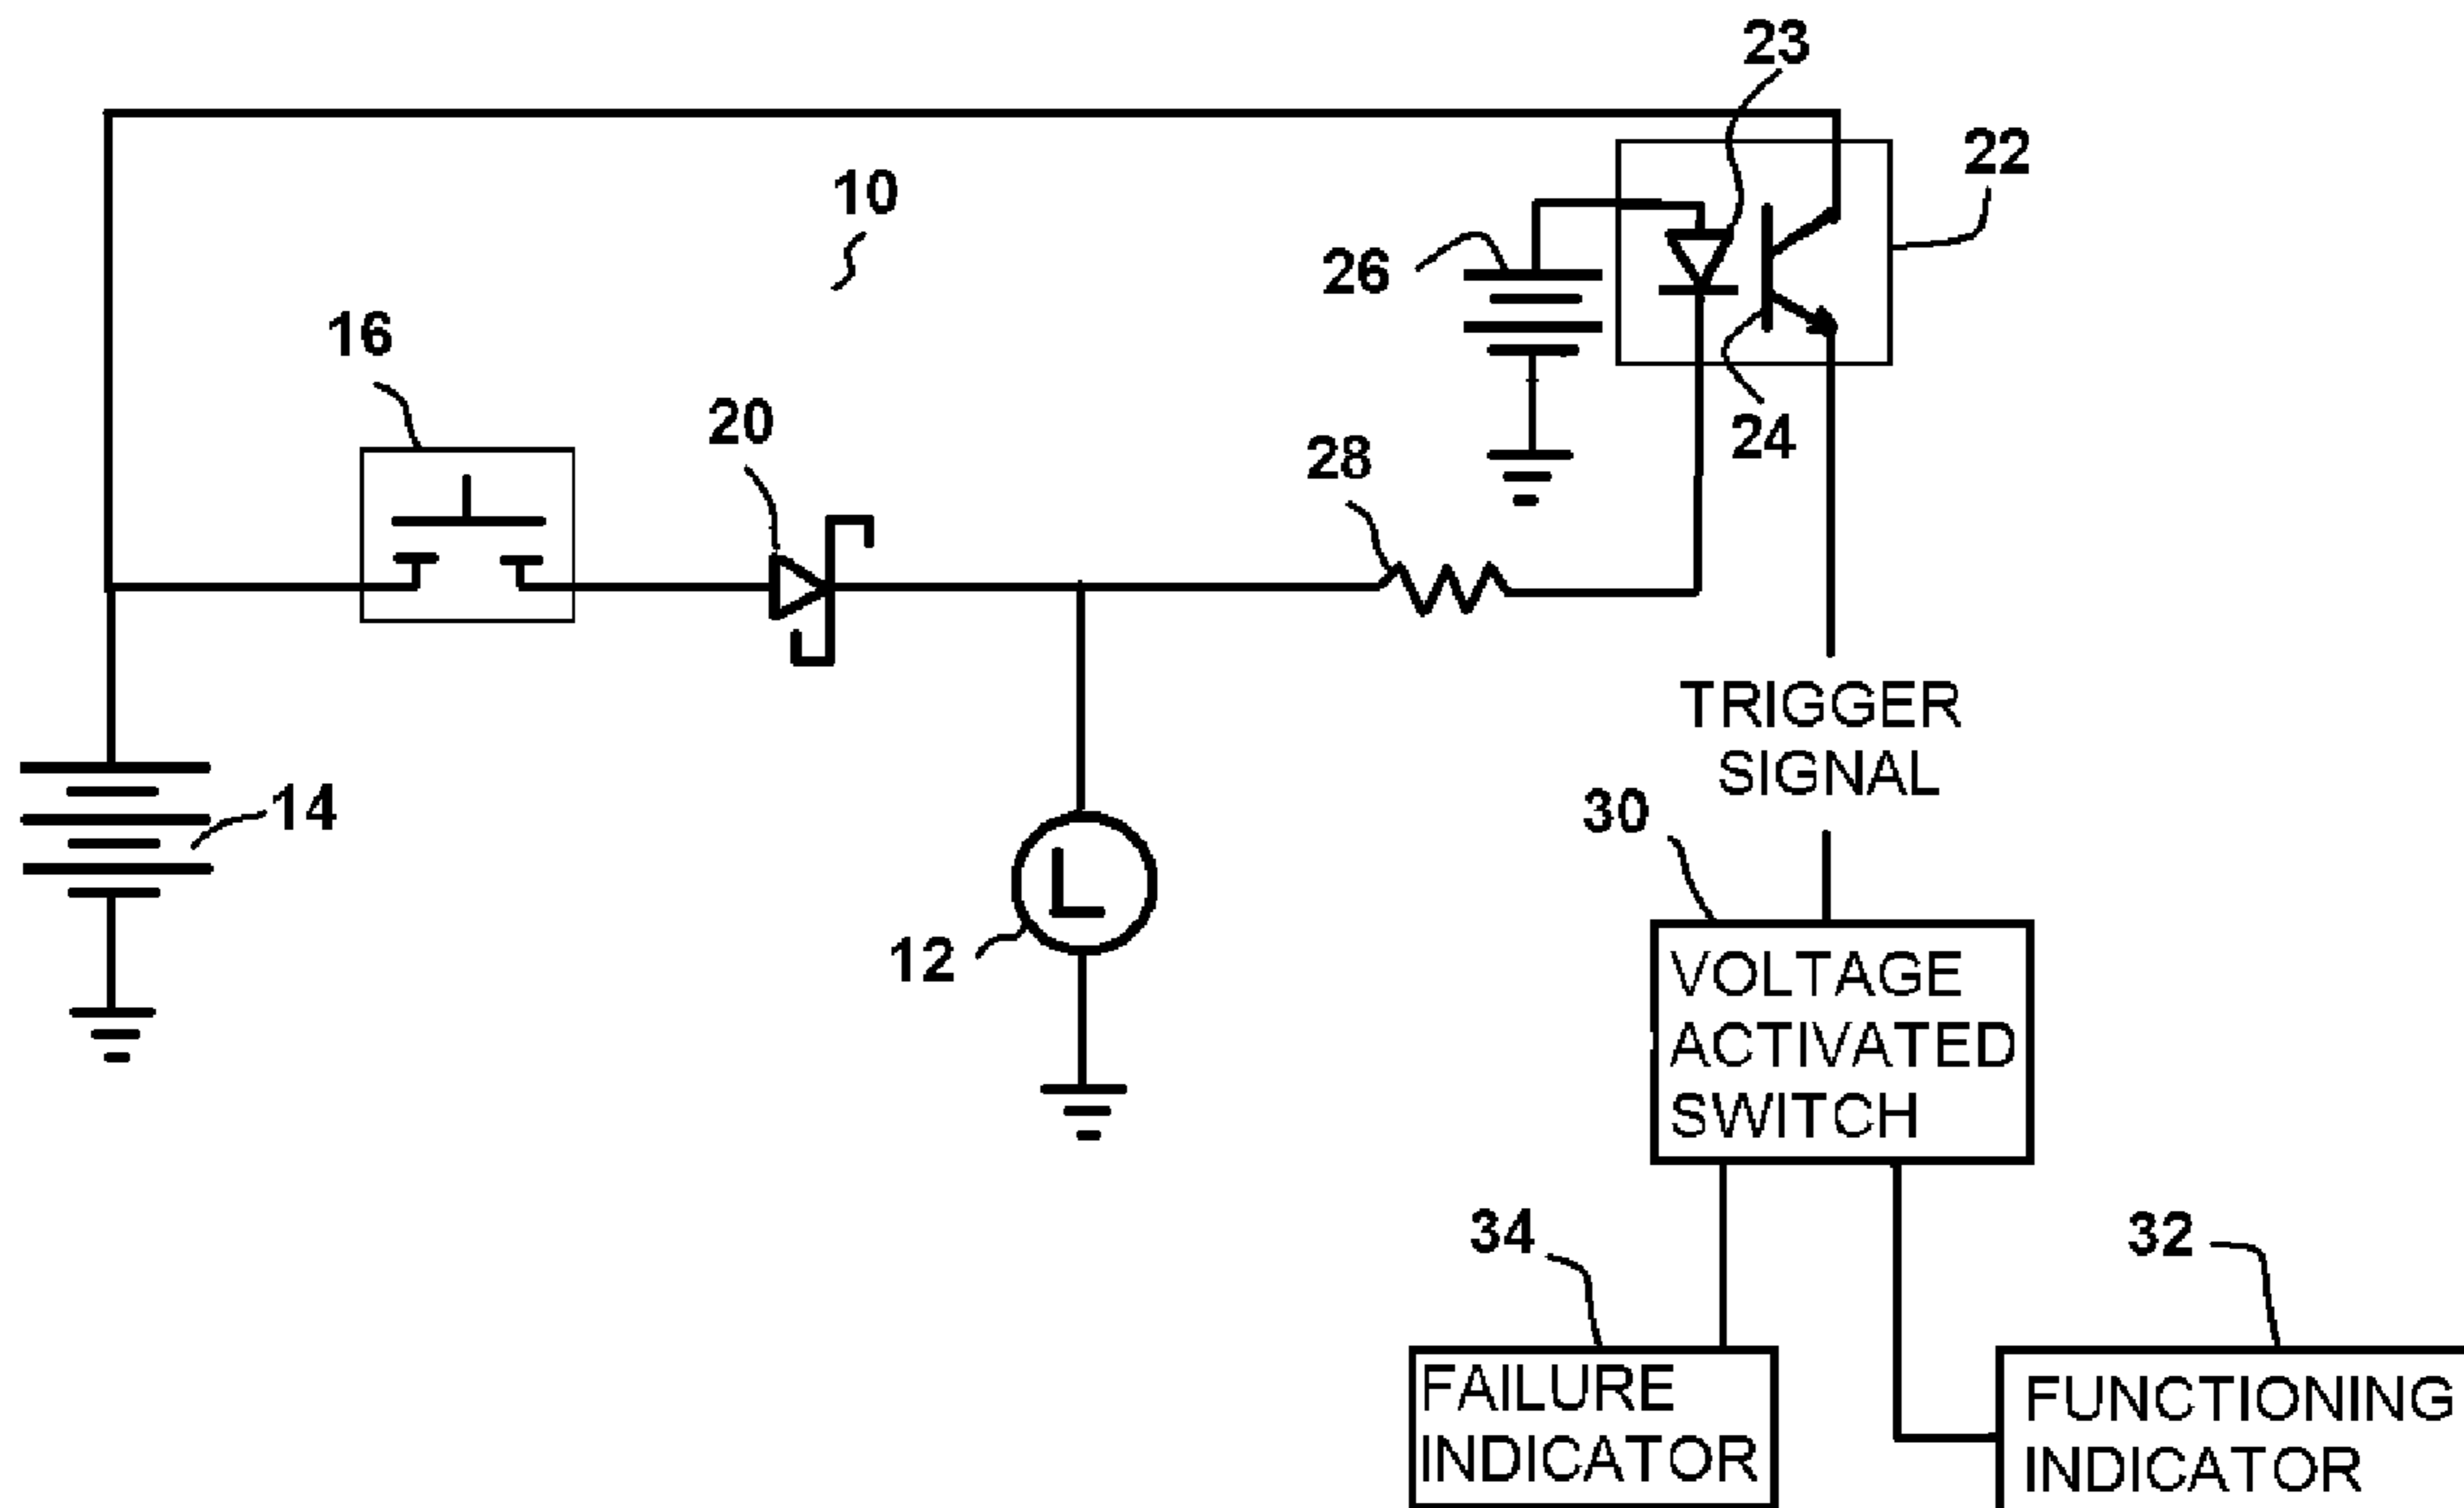 23
22
10
26
16
20
24
28
TRIGGER
SIGNAL
14
30
12
VOLTAGE
ACTIVATED
SWITCH
34
32
FAILURE
INDICATOR
FUNCTIONING
INDICATOR
L